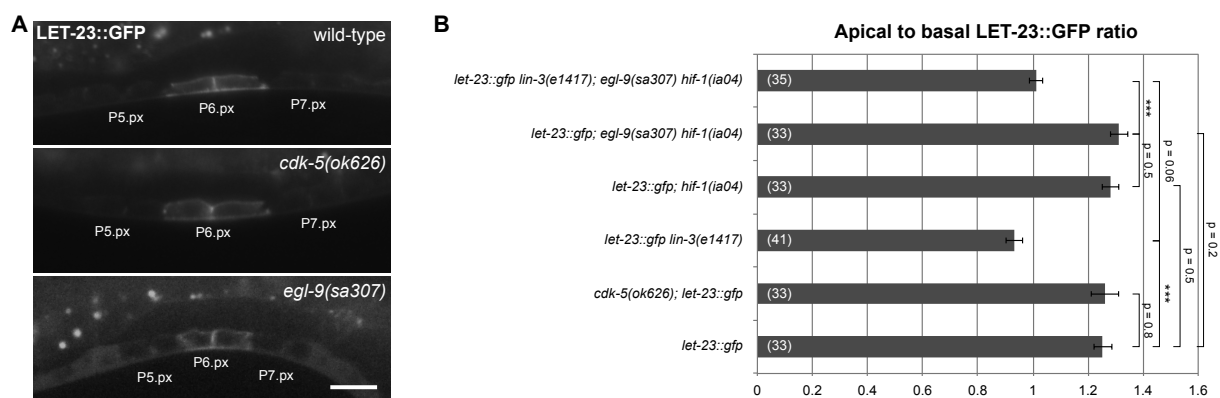 A
LET-23::GFP
wild-type
P5.px
P6.px
P7.px
cdk-5(ok626)
P5.px
P6.px
P7.px
egl-9(sa307)
P5.px
P6.px
P7.px
B
Apical to basal LET-23::GFP ratio
let-23::gfp lin-3(e1417); egl-9(sa307) hif-1(ia04)
(35)
let-23::gfp; egl-9(sa307) hif-1(ia04)
(33)
let-23::gfp; hif-1(ia04)
(33)
let-23::gfp lin-3(e1417)
(41)
cdk-5(ok626); let-23::gfp
(33)
let-23::gfp
(33)
***
p = 0.5
p = 0.06
***
p = 0.8
p = 0.5
p = 0.2
0 0.2 0.4 0.6 0.8 1 1.2 1.4 1.6